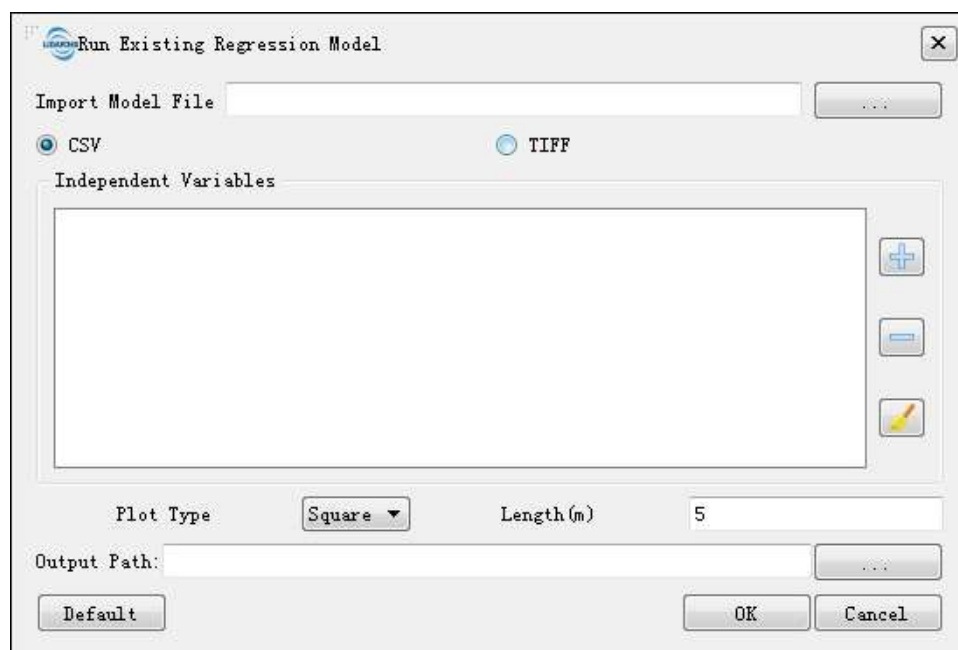 Run Existing Regression Model
Import Model File ...
CSV TIFF
Independent Variables
Plot Type Square Length(m) 5
Output Path: ...
Default OK Cancel